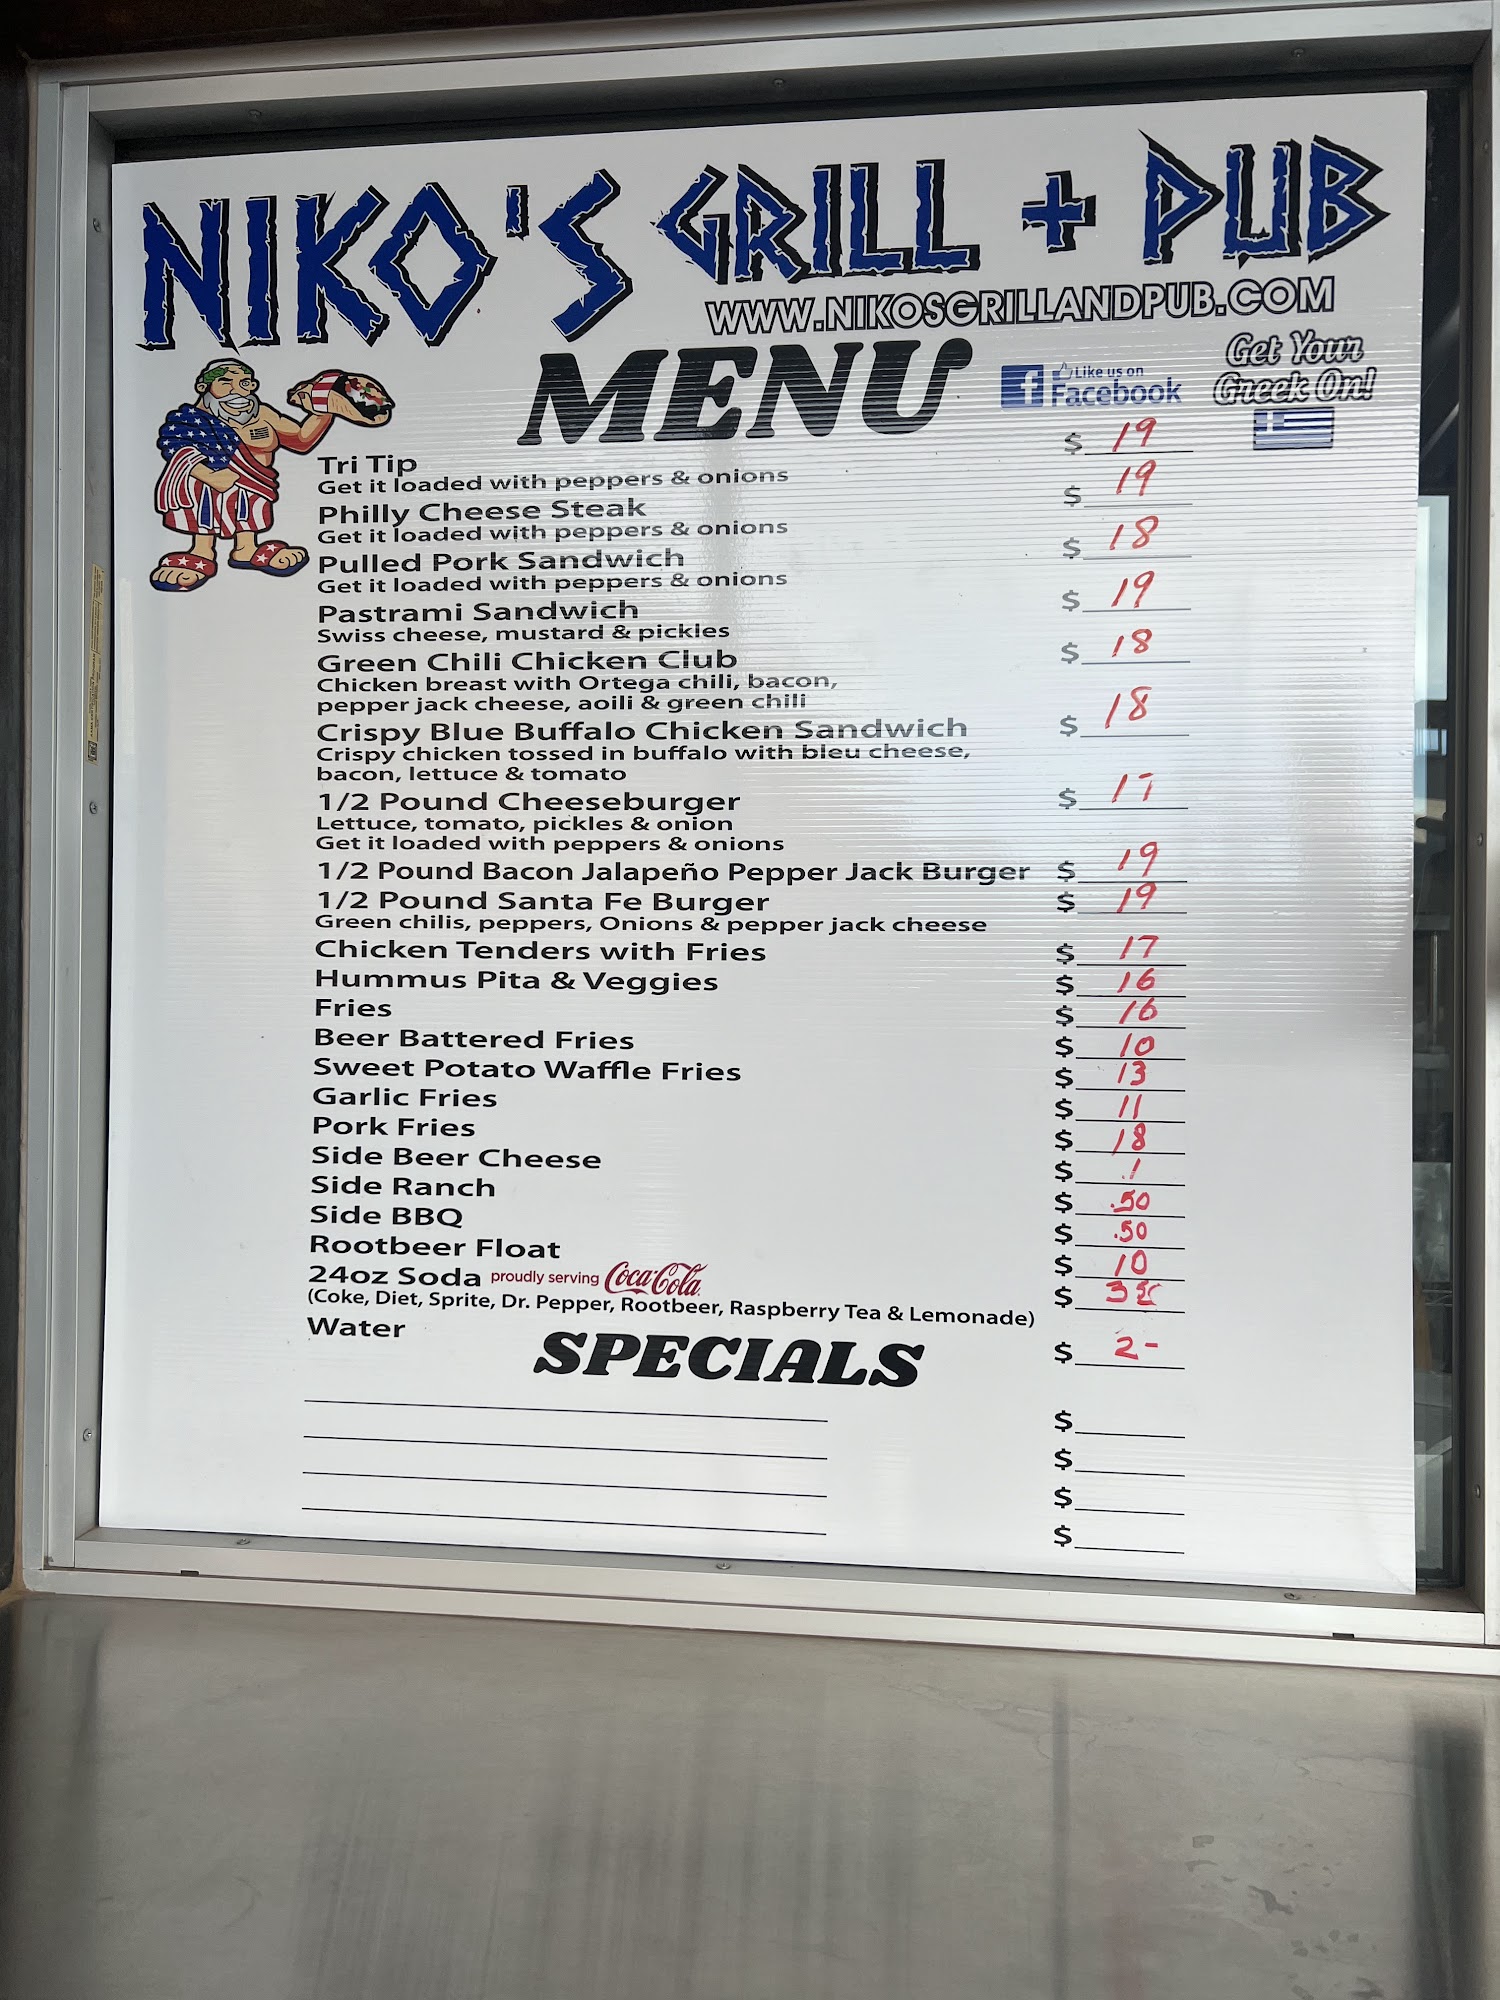 NIKO'S GRILL + PUB
WWW.NIKOSGRILLANDPUB.COM
MENU
Like us on
Facebook
Get Your
Greek On!
Tri Tip $ 19
Get it loaded with peppers & onions
Philly Cheese Steak $ 19
Get it loaded with peppers & onions
Pulled Pork Sandwich $ 18
Get it loaded with peppers & onions
Pastrami Sandwich $ 19
Swiss cheese, mustard & pickles
Green Chili Chicken Club $ 18
Chicken breast with Ortega chili, bacon,
pepper jack cheese, aoili & green chili
Crispy Blue Buffalo Chicken Sandwich $ 18
Crispy chicken tossed in buffalo with bleu cheese,
bacon, lettuce & tomato
1/2 Pound Cheeseburger $ 17
Lettuce, tomato, pickles & onion
Get it loaded with peppers & onions
1/2 Pound Bacon Jalapeño Pepper Jack Burger $ 19
1/2 Pound Santa Fe Burger $ 19
Green chilis, peppers, Onions & pepper jack cheese
Chicken Tenders with Fries $ 17
Hummus Pita & Veggies $ 16
Fries $ 10
Beer Battered Fries $ 10
Sweet Potato Waffle Fries $ 13
Garlic Fries $ 11
Pork Fries $ 18
Side Beer Cheese $ .1
Side Ranch $ .50
Side BBQ $ .50
Rootbeer Float $ 10
24oz Soda proudly serving Coca-Cola $ 3
(Coke, Diet, Sprite, Dr. Pepper, Rootbeer, Raspberry Tea & Lemonade)
Water $ 2-
SPECIALS
$
$
$
$